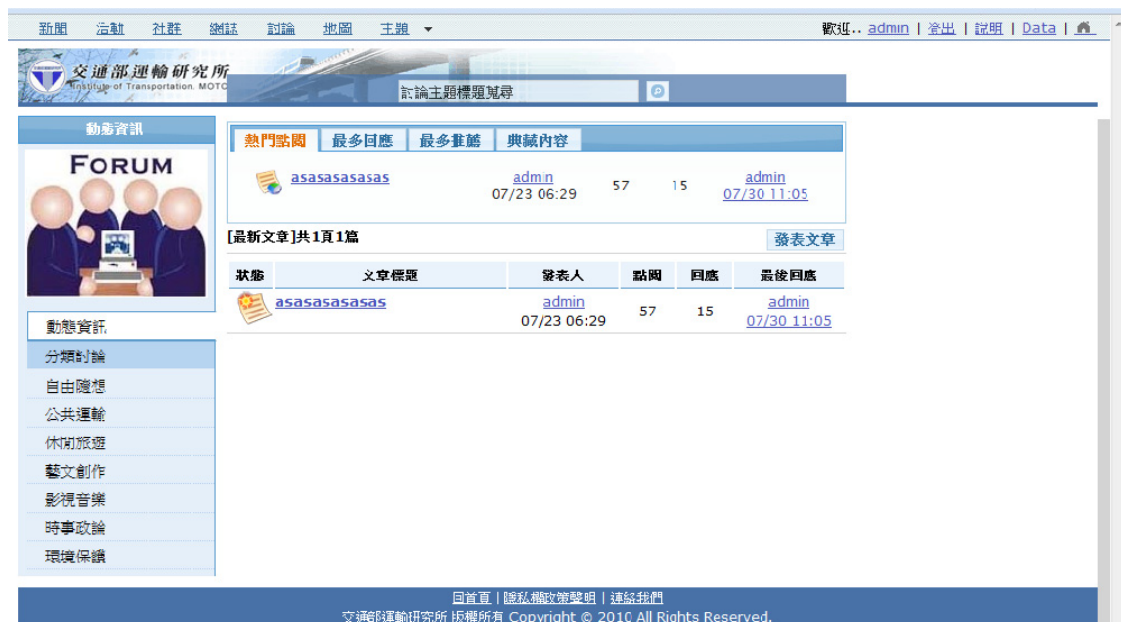 新聞 活動 社群 網誌 討論 地圖 主題
歡迎.. admin | 登出 | 說明 | Data |
交通部運輸研究所
Institute of Transportation. MOTC
討論主題標題蒐尋
動態資訊
FORUM
熱門點閱 最多回應 最多推薦 典藏內容
asasasasasas admin 57 15 admin
07/23 06:29 07/30 11:05
[最新文章]共1頁1篇 發表文章
狀態 文章標題 發表人 點閱 回應 最後回應
asasasasasas admin 57 15 admin
07/23 06:29 07/30 11:05
動態資訊
分類討論
自由隨想
公共運輸
休閒旅遊
藝文創作
影視音樂
時事政論
環境保護
回首頁 | 隱私權政策聲明 | 連絡我們
交通部運輸研究所 版權所有 Copyright © 2010 All Rights Reserved.